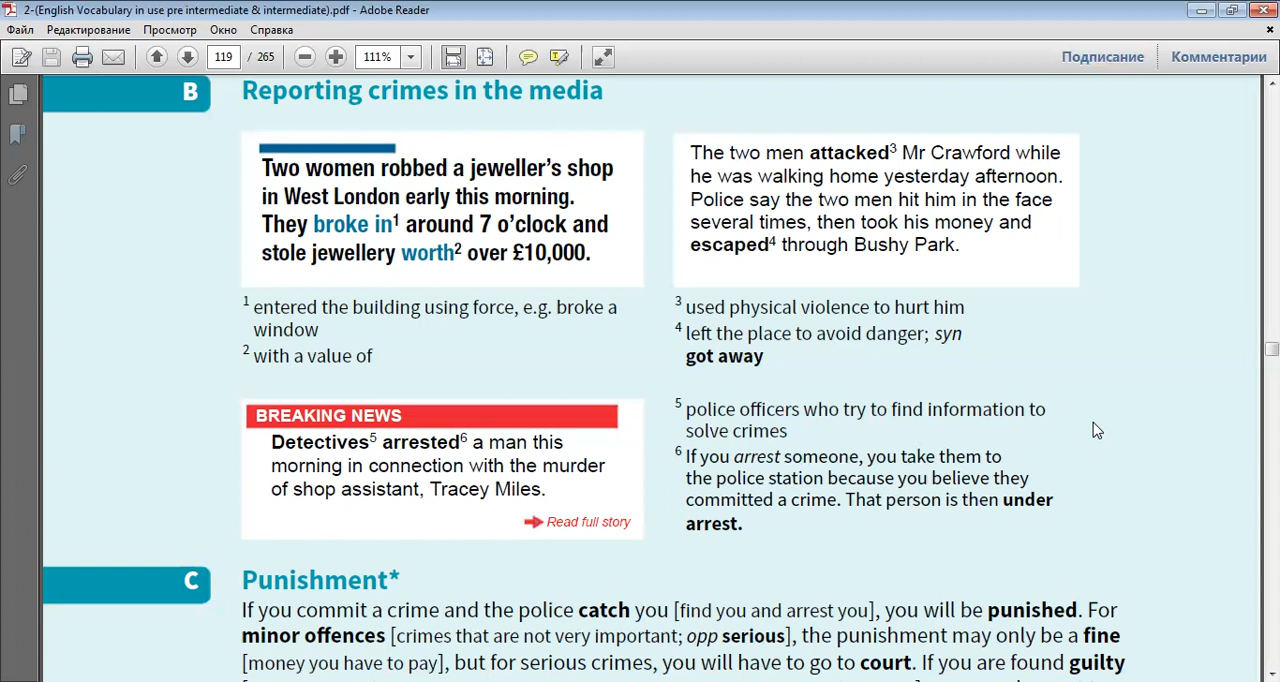 2-(English Vocabulary in use pre intermediate & intermediate).pdf - Adobe Reader
Файл Редактирование Просмотр Окно Справка
119 / 265 111% Подписание Комментарии
B Reporting crimes in the media
Two women robbed a jeweller's shop
in West London early this morning.
They broke in¹ around 7 o'clock and
stole jewellery worth² over £10,000.
The two men attacked³ Mr Crawford while
he was walking home yesterday afternoon.
Police say the two men hit him in the face
several times, then took his money and
escaped⁴ through Bushy Park.
¹ entered the building using force, e.g. broke a
window
² with a value of
³ used physical violence to hurt him
⁴ left the place to avoid danger; syn
got away
BREAKING NEWS
Detectives⁵ arrested⁶ a man this
morning in connection with the murder
of shop assistant, Tracey Miles.
Read full story
⁵ police officers who try to find information to
solve crimes
⁶ If you arrest someone, you take them to
the police station because you believe they
committed a crime. That person is then under
arrest.
C Punishment*
If you commit a crime and the police catch you [find you and arrest you], you will be punished. For
minor offences [crimes that are not very important; opp serious], the punishment may only be a fine
[money you have to pay], but for serious crimes, you will have to go to court. If you are found guilty